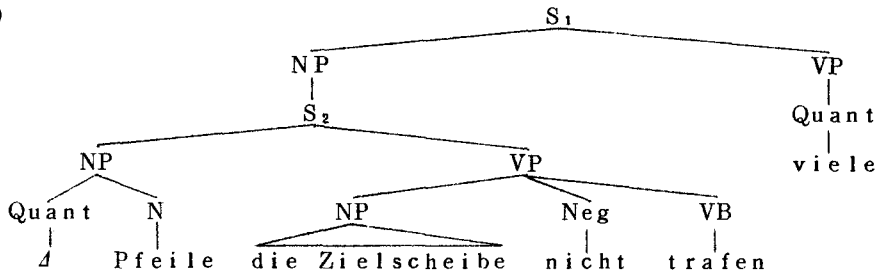 )
S₁
NP VP
S₂ Quant
NP VP viele
Quant N NP Neg VB
Δ Pfeile die Zielscheibe nicht trafen